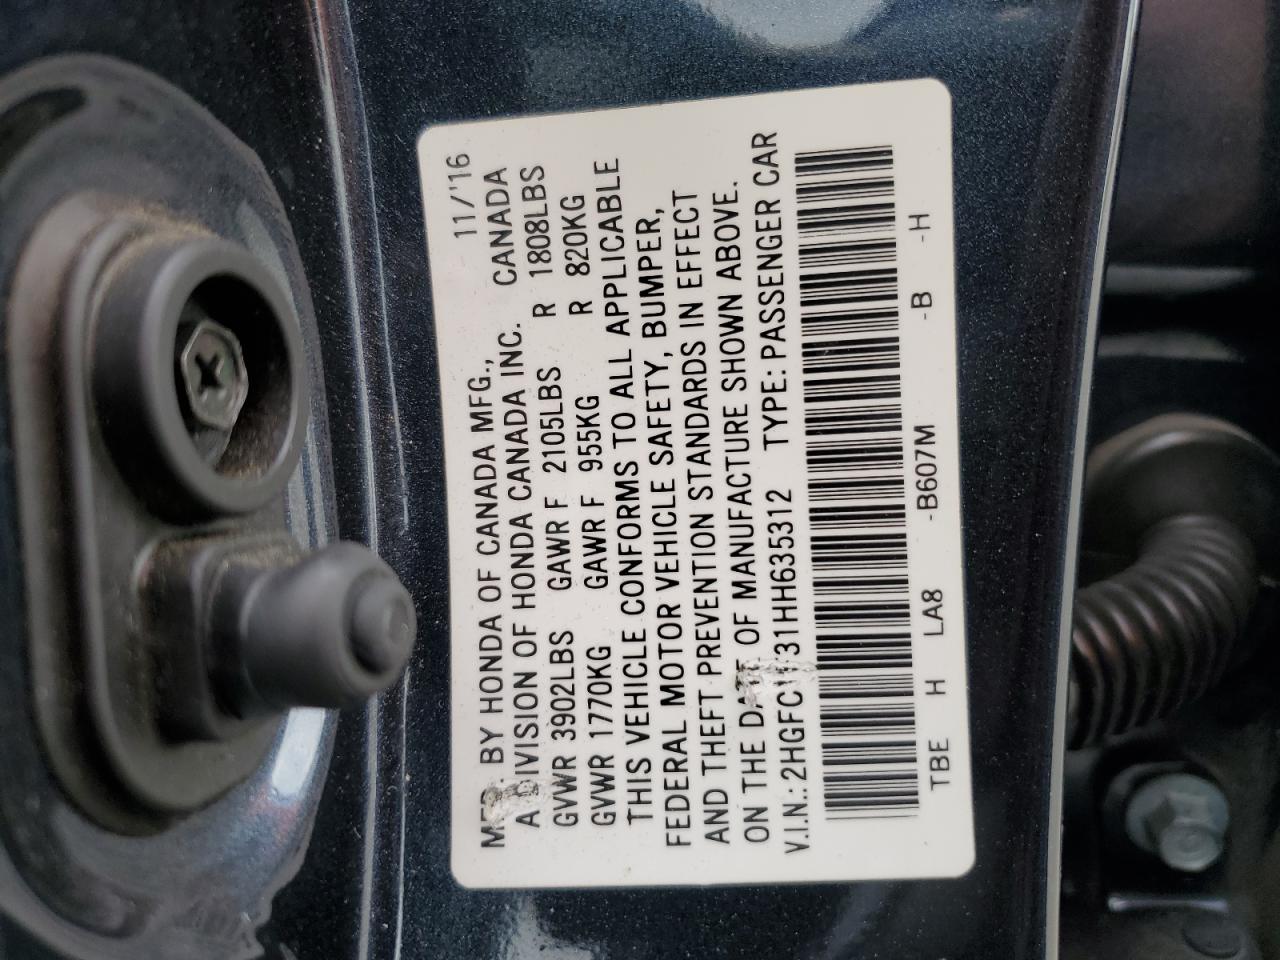 11/'16
BY HONDA OF CANADA MFG.,
A DIVISION OF HONDA CANADA INC. CANADA
GVWR 3902LBS GAWR F 2105LBS R 1808LBS
GVWR 1770KG GAWR F 955KG R 820KG
THIS VEHICLE CONFORMS TO ALL APPLICABLE
FEDERAL MOTOR VEHICLE SAFETY, BUMPER,
AND THEFT PREVENTION STANDARDS IN EFFECT
ON THE DATE OF MANUFACTURE SHOWN ABOVE.
V.I.N.: TYPE: PASSENGER CAR
TBE H LA8 -B607M -B -H